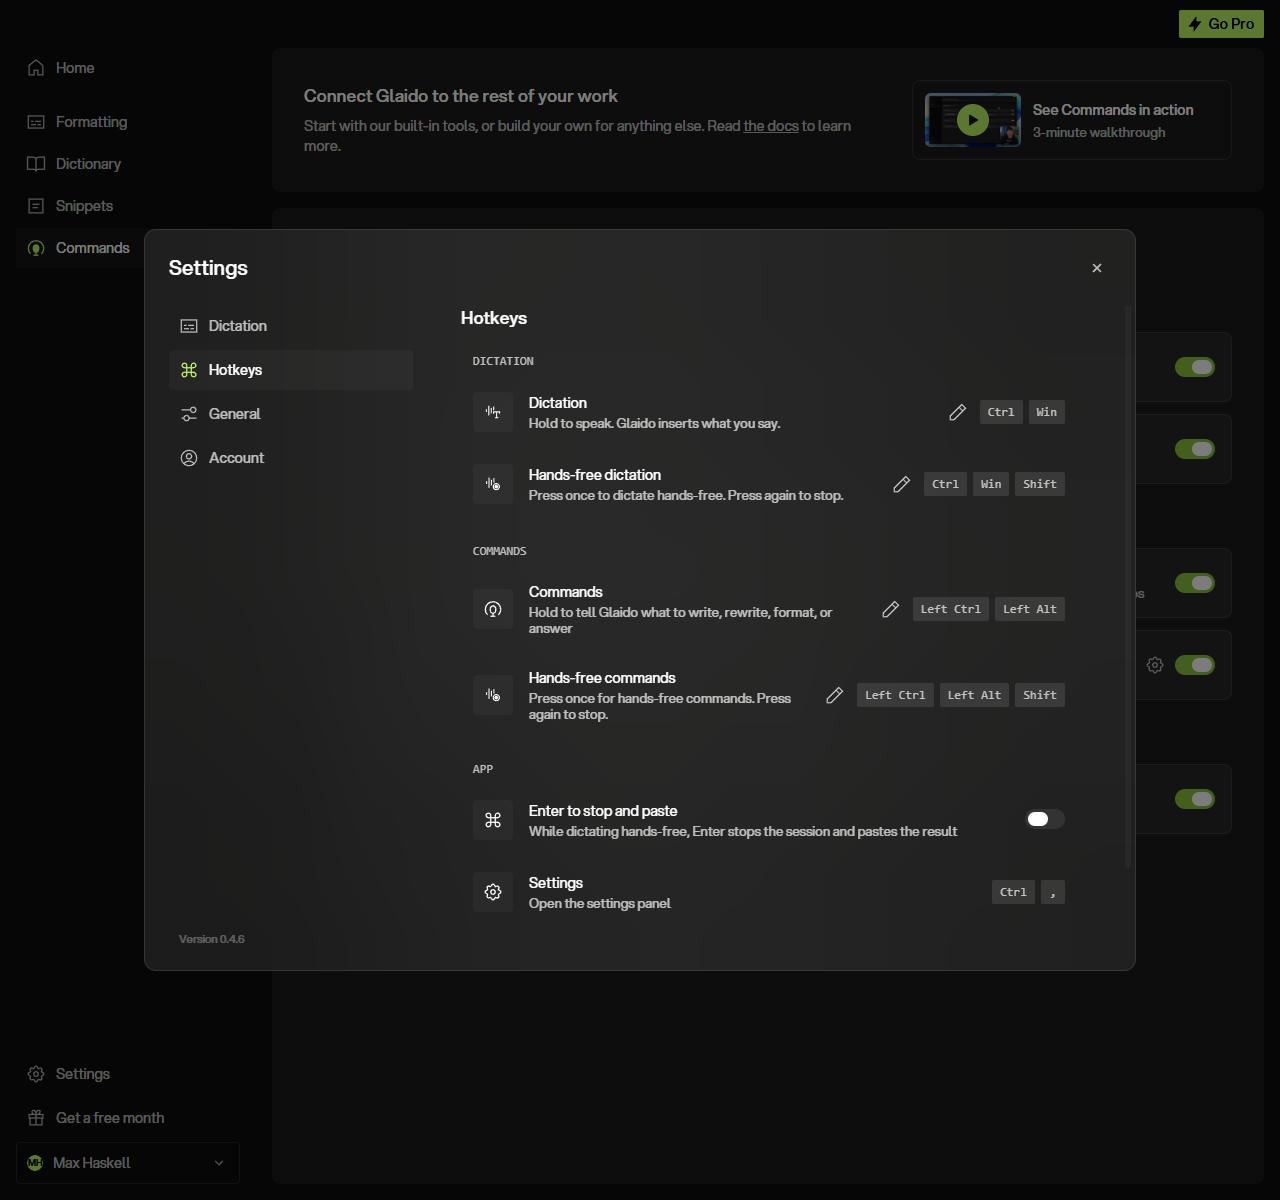 Go Pro
Home
Formatting
Dictionary
Snippets
Commands
Connect Glaido to the rest of your work
Start with our built-in tools, or build your own for anything else. Read the docs to learn
more.
See Commands in action
3-minute walkthrough
Settings
Dictation
Hotkeys
General
Account
Version 0.4.6
Hotkeys
DICTATION
Dictation
Hold to speak. Glaido inserts what you say.
Ctrl Win
Hands-free dictation
Press once to dictate hands-free. Press again to stop.
Ctrl Win Shift
COMMANDS
Commands
Hold to tell Glaido what to write, rewrite, format, or
answer
Left Ctrl Left Alt
Hands-free commands
Press once for hands-free commands. Press
again to stop.
Left Ctrl Left Alt Shift
APP
Enter to stop and paste
While dictating hands-free, Enter stops the session and pastes the result
Settings
Open the settings panel
Ctrl ,
Settings
Get a free month
MH Max Haskell